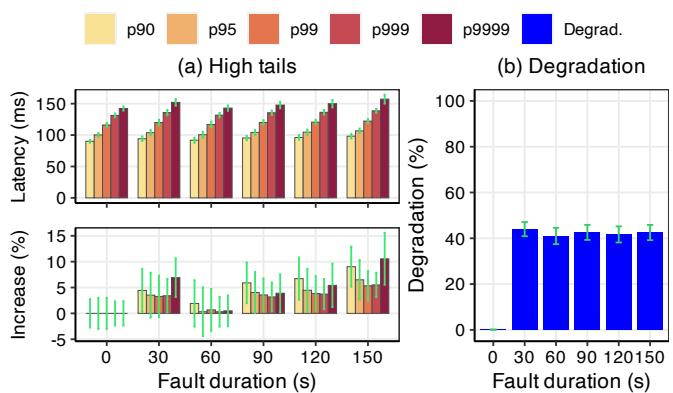 p90 p95 p99 p999 p9999 Degrad.
(a) High tails
Latency (ms)
150
100
50
0
Increase (%)
15
10
5
0
-5
0 30 60 90 120 150
Fault duration (s)
(b) Degradation
Degradation (%)
100
80
60
40
20
0
0 30 60 90 120 150
Fault duration (s)